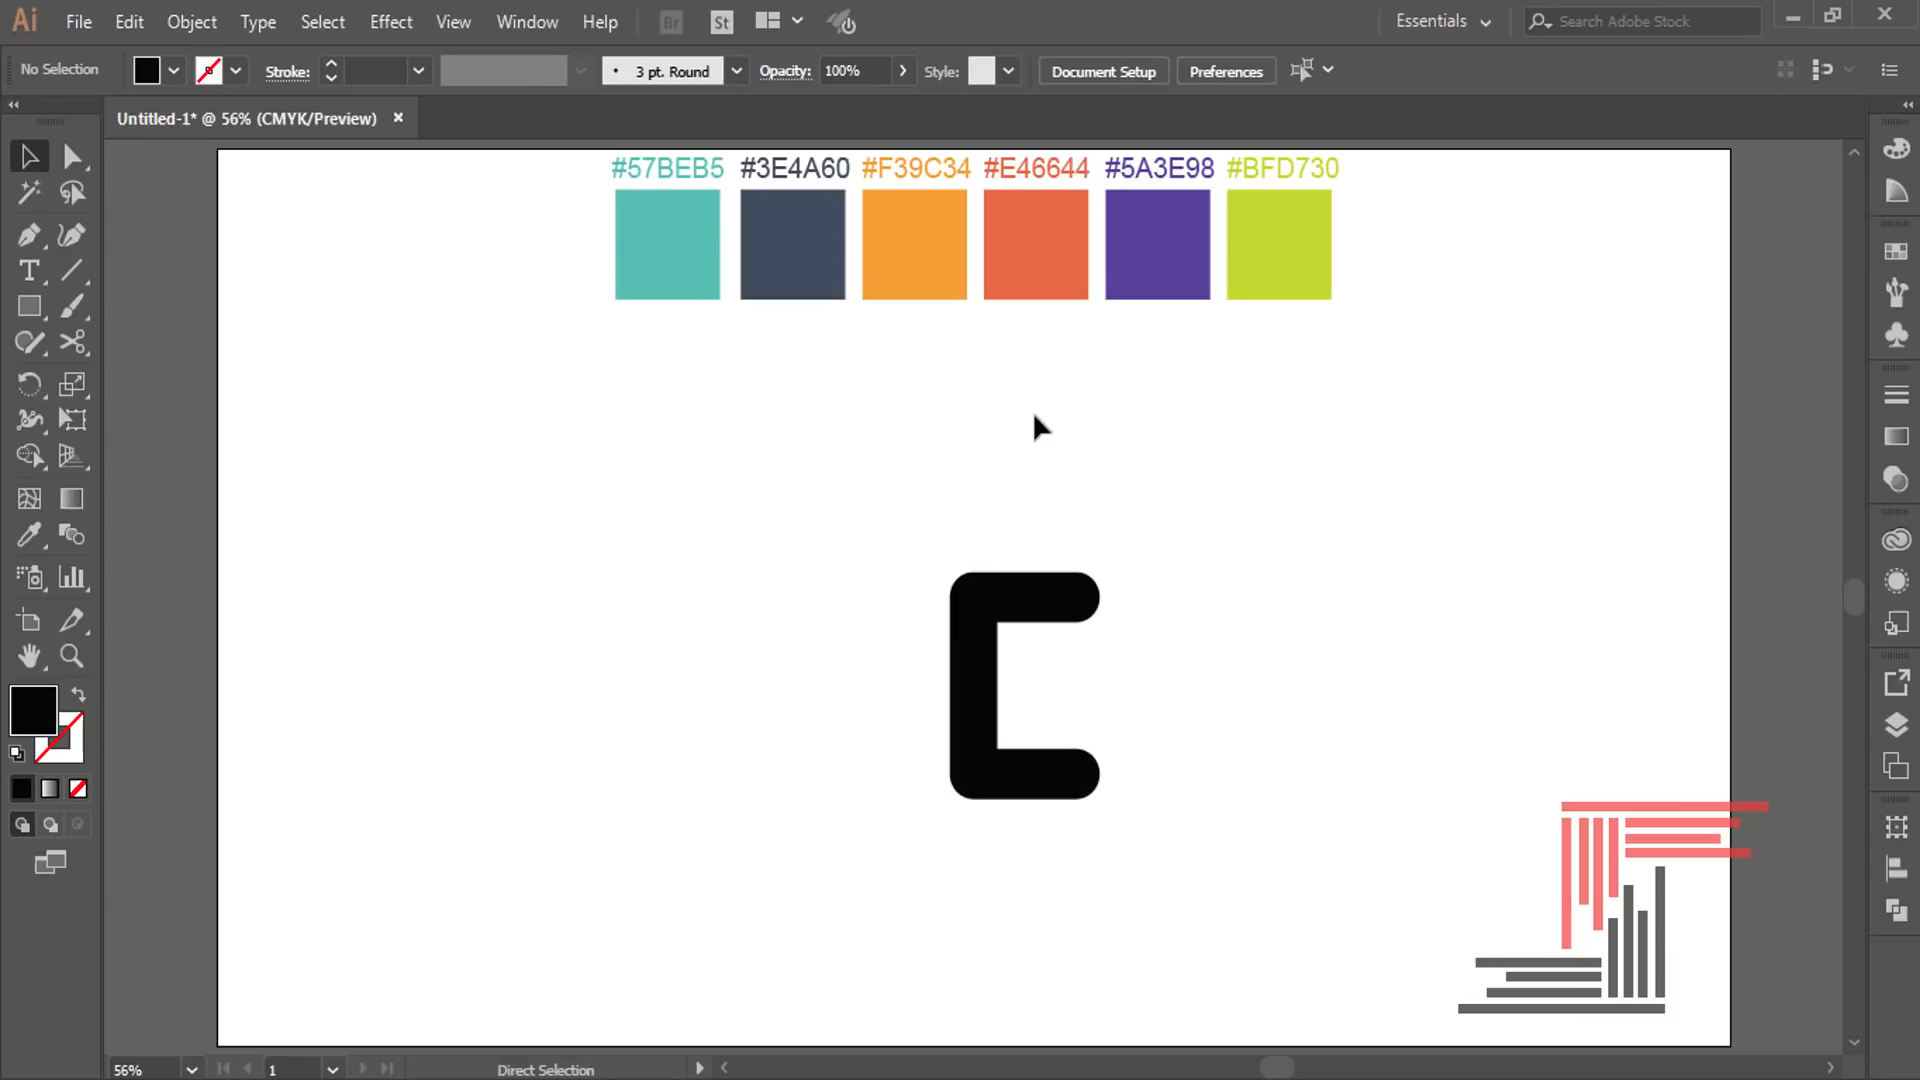 Ai File Edit Object Type Select Effect View Window Help Br St Essentials Search Adobe Stock
No Selection Stroke: 3 pt. Round Opacity: 100% Style: Document Setup Preferences
Untitled-1* @ 56% (CMYK/Preview)
#57BEB5 #3E4A60 #F39C34 #E46644 #5A3E98 #BFD730
56% 1 Direct Selection